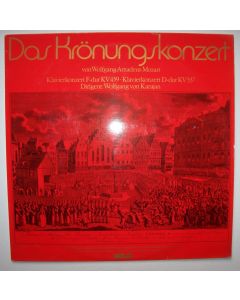 Das Krönungskonzert
von Wolfgang Amadeus Mozart
Klavierkonzert F-dur KV 459 · Klavierkonzert D-dur KV 537
Dirigent: Wolfgang von Karajan